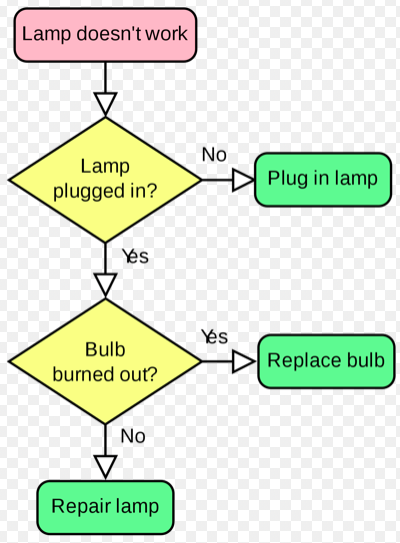 Lamp doesn't work
Lamp
plugged in?
No
Plug in lamp
Yes
Bulb
burned out?
Yes
Replace bulb
No
Repair lamp